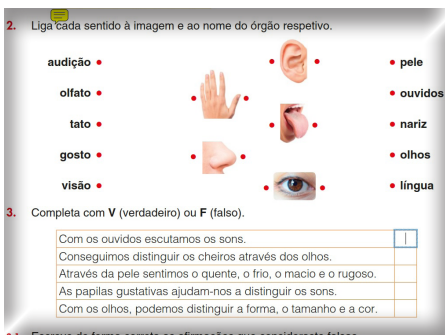 2. Liga cada sentido à imagem e ao nome do órgão respetivo.
audição
olfato
tato
gosto
visão
pele
ouvidos
nariz
olhos
língua
3. Completa com V (verdadeiro) ou F (falso).
Com os ouvidos escutamos os sons.
Conseguimos distinguir os cheiros através dos olhos.
Através da pele sentimos o quente, o frio, o macio e o rugoso.
As papilas gustativas ajudam-nos a distinguir os sons.
Com os olhos, podemos distinguir a forma, o tamanho e a cor.